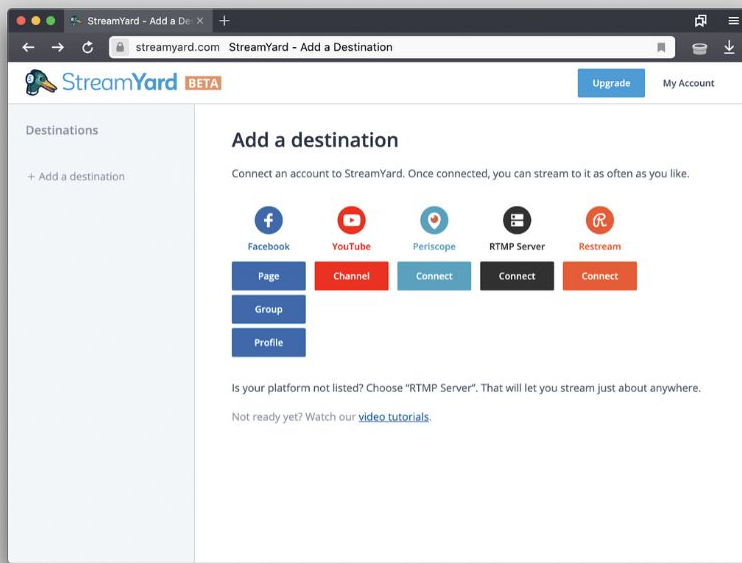 StreamYard - Add a De
streamyard.com StreamYard - Add a Destination
StreamYard BETA
Upgrade
My Account
Destinations
+ Add a destination
Add a destination
Connect an account to StreamYard. Once connected, you can stream to it as often as you like.
Facebook YouTube Periscope RTMP Server Restream
Page Channel Connect Connect Connect
Group
Profile
Is your platform not listed? Choose "RTMP Server". That will let you stream just about anywhere.
Not ready yet? Watch our video tutorials.